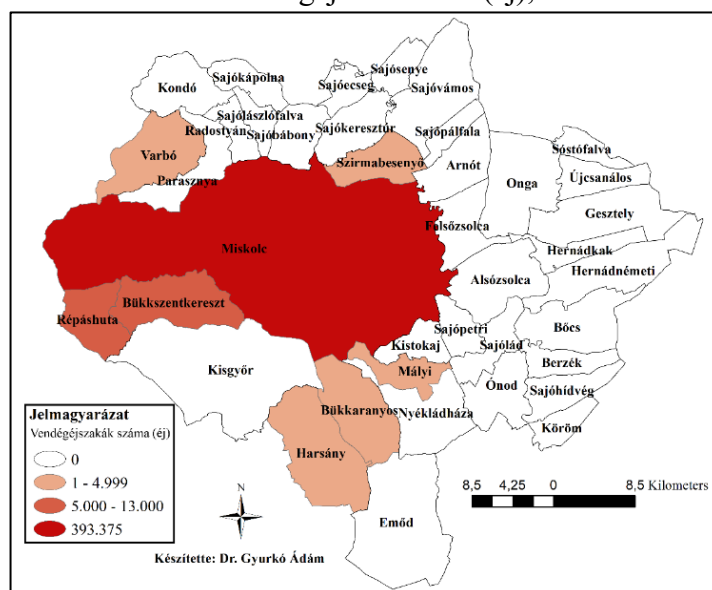 Kondó
Sajókápolna
Sajóecseg
Sajósenye
Sajóvámos
Radostyán
Sajólászlófalva
Sajóbábony
Sajókeresztúr
Sajópálfala
Varbó
Szirmabesenyő
Parasznya
Arnót
Sóstófalva
Onga
Újcsanálos
Gesztely
Felsőzsolca
Miskolc
Hernádkak
Hernádnémeti
Alsózsolca
Bükkszentkereszt
Répáshuta
Sajópetri
Bőcs
Kistokaj
Sajólád
Kisgyőr
Mályi
Berzék
Ónod
Sajóhídvég
Bükkaranyos
Nyékládháza
Köröm
Harsány
Emőd
Jelmagyarázat
Vendégéjszakák száma (éj)
0
1 - 4.999
5.000 - 13.000
393.375
N
8,5 4,25 0 8,5 Kilometers
Készítette: Dr. Gyurkó Ádám